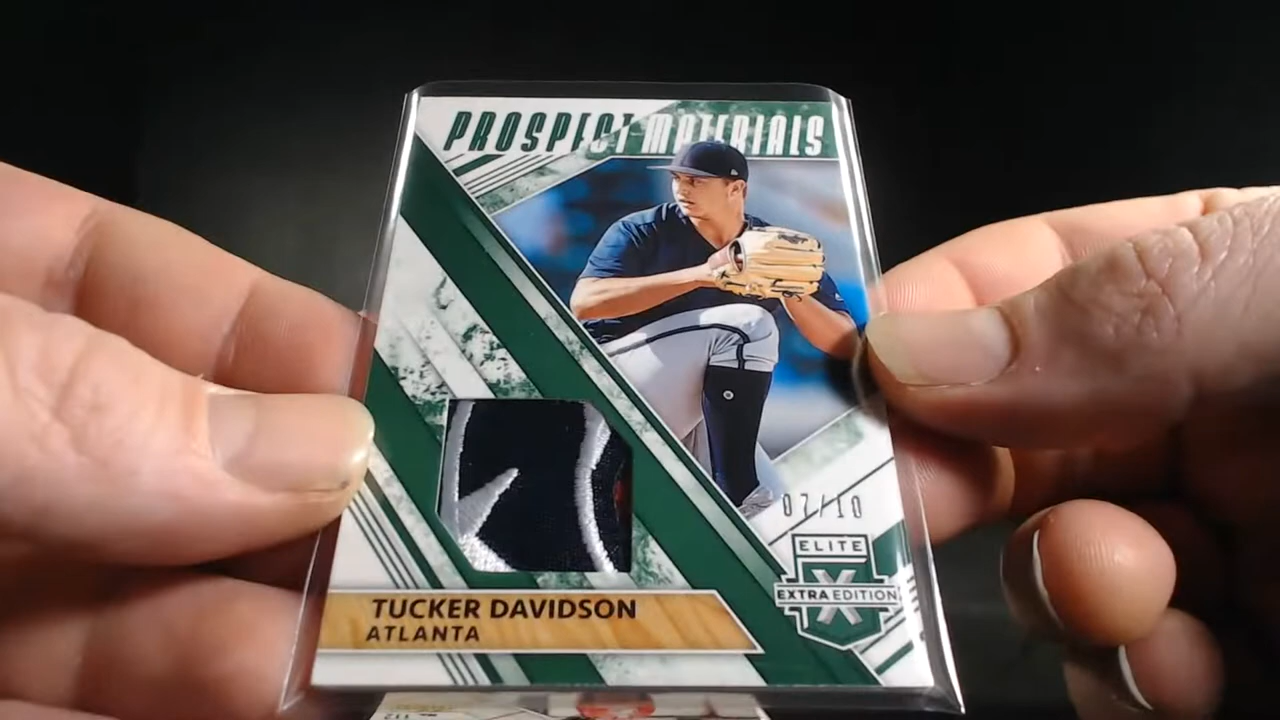 PROSPECT MATERIALS
07/10
ELITE
X
EXTRA EDITION
TUCKER DAVIDSON
ATLANTA